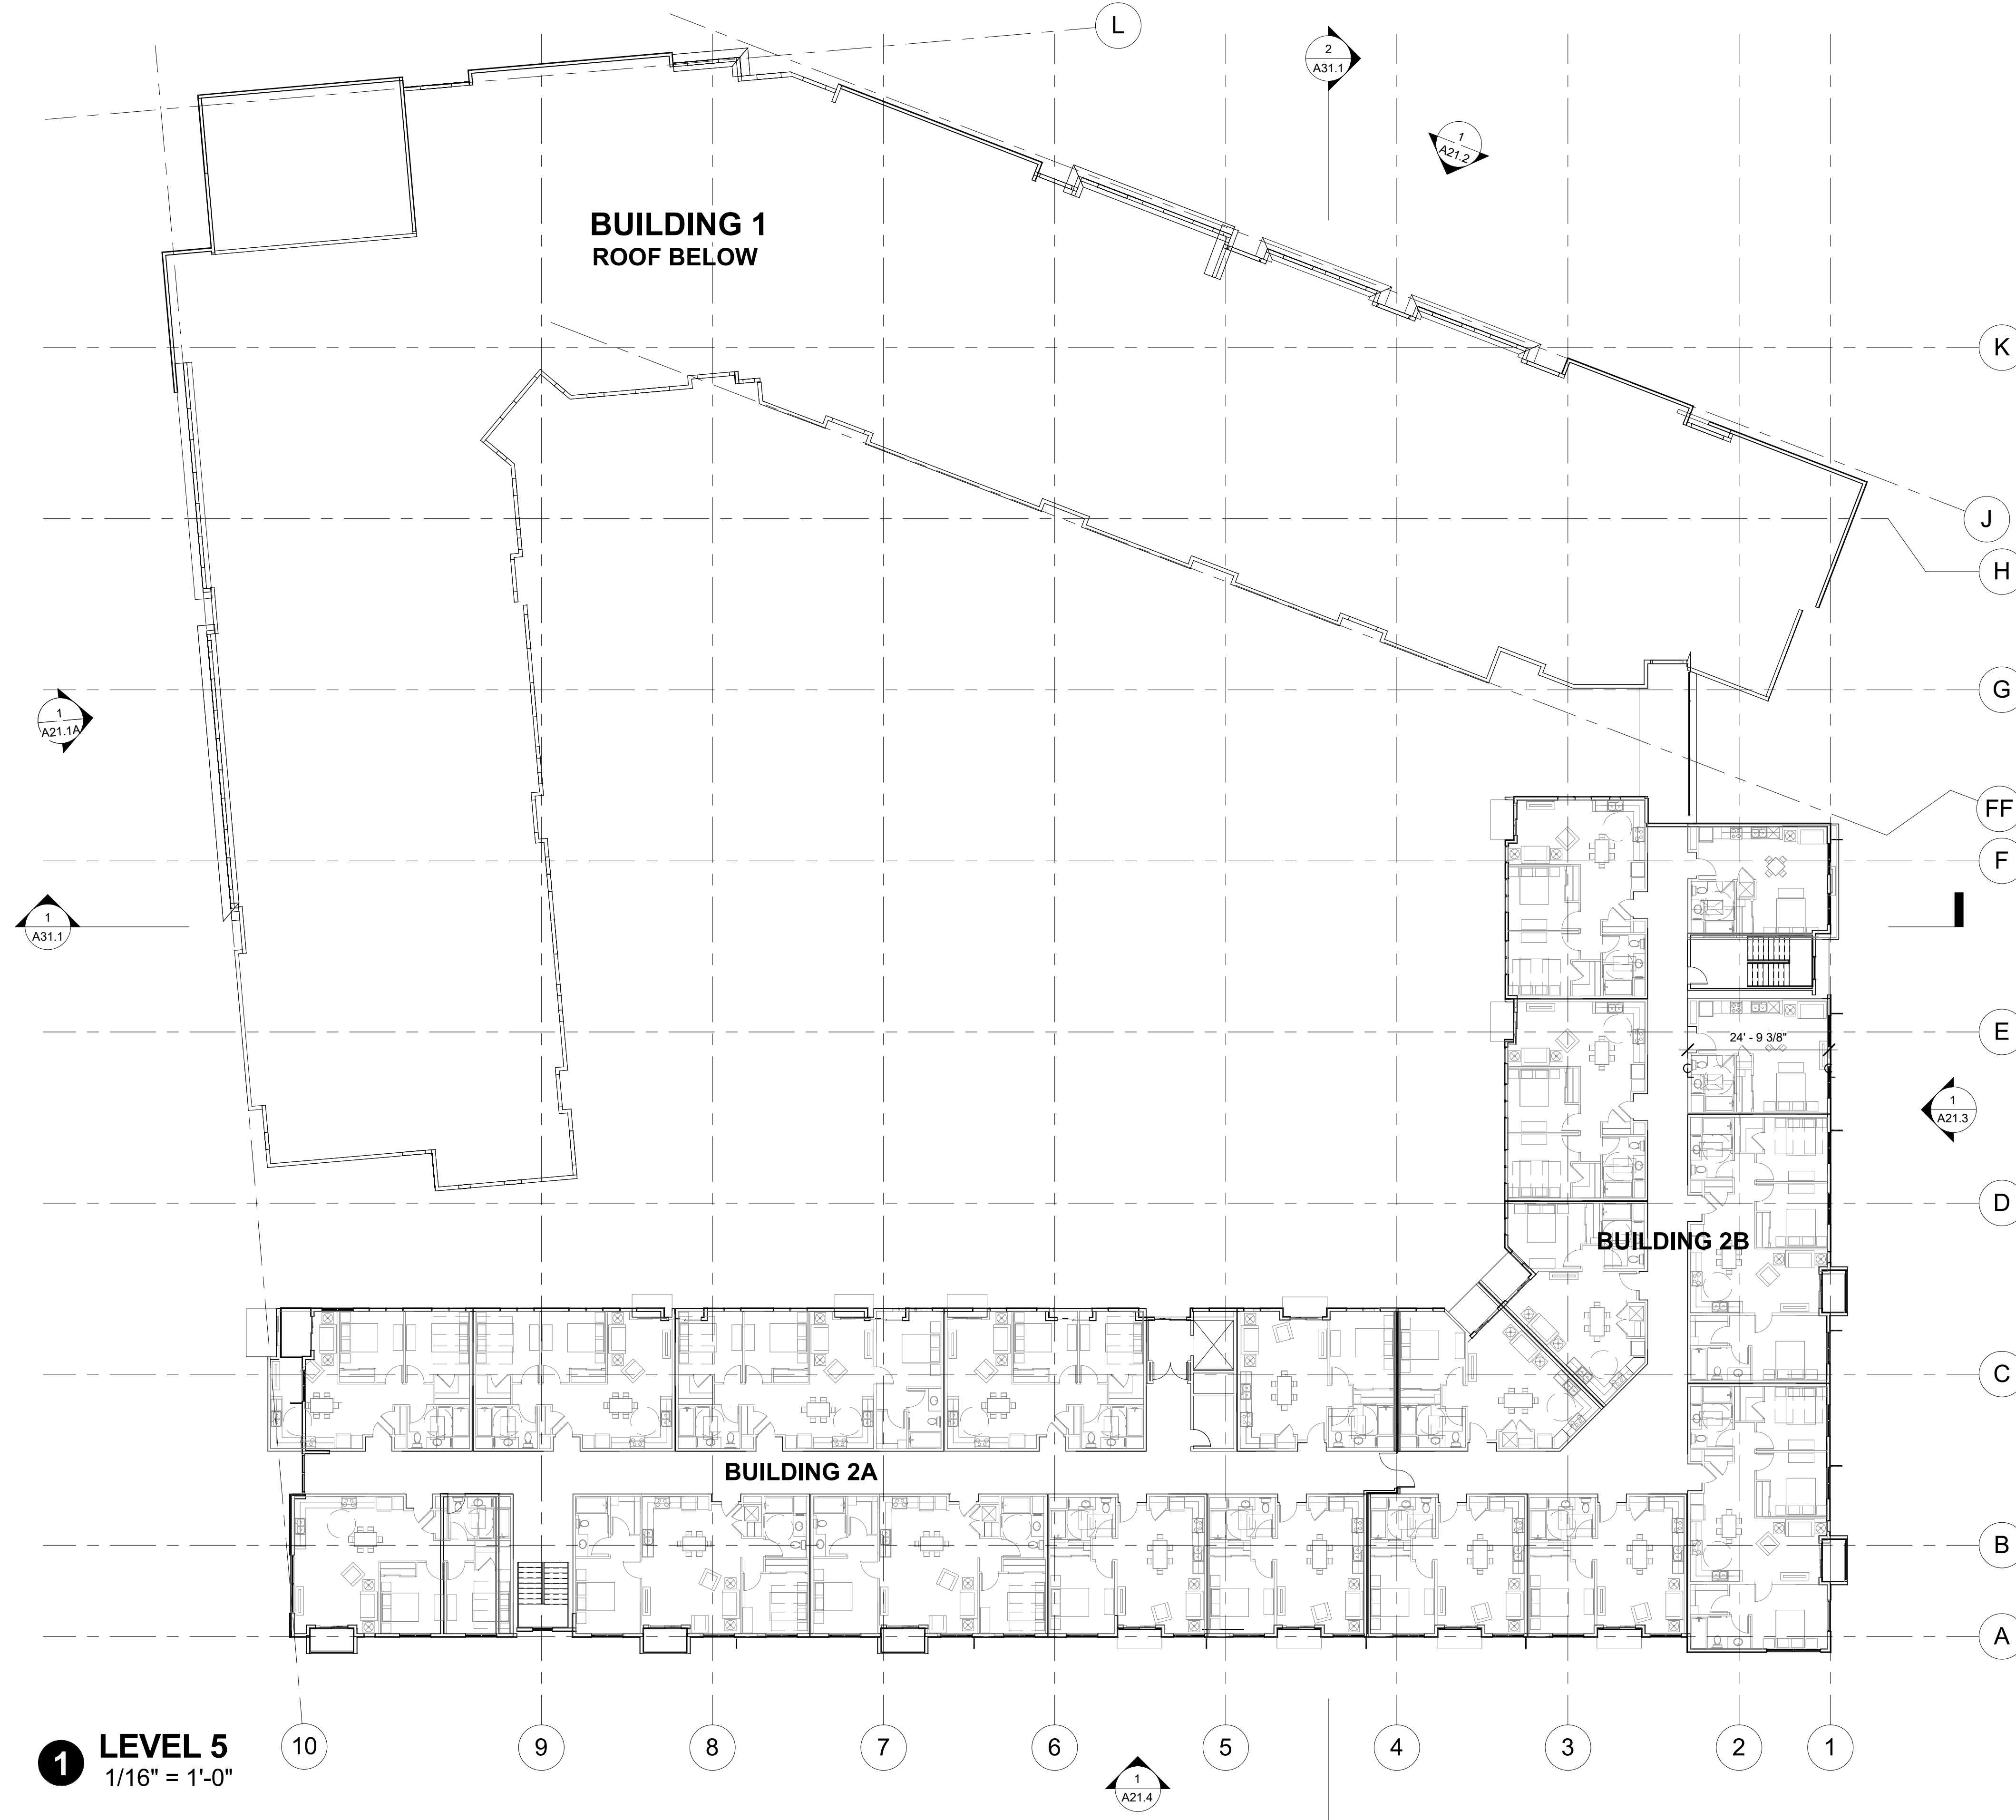 L
2
A31.1
1
A21.2
BUILDING 1
ROOF BELOW
K
J
H
G
1
A21.1A
FF
F
1
A31.1
E
24' - 9 3/8"
1
A21.3
D
BUILDING 2B
C
BUILDING 2A
B
A
1
LEVEL 5
1/16" = 1'-0"
10
9
8
7
6
5
4
3
2
1
1
A21.4